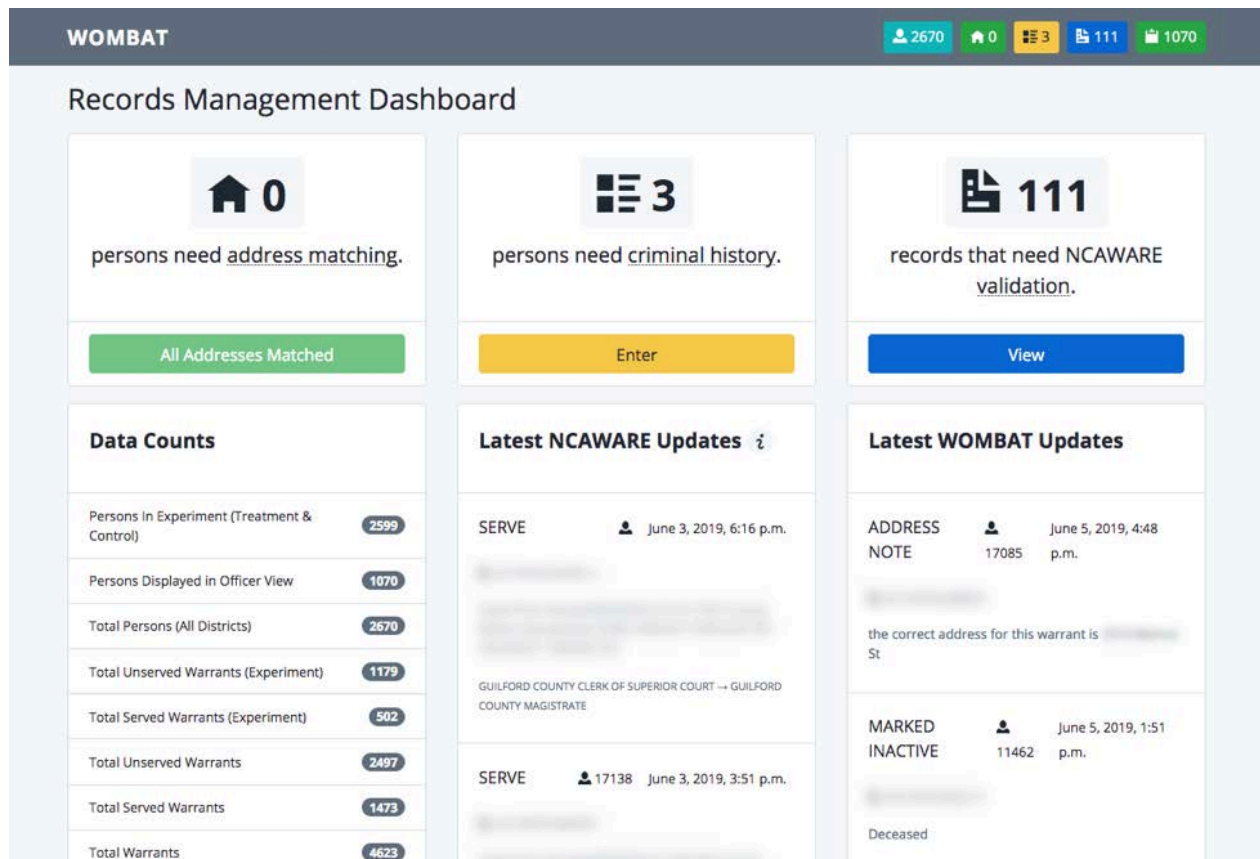 WOMBAT
2670
0
3
111
1070
Records Management Dashboard
0
persons need address matching.
All Addresses Matched
3
persons need criminal history.
Enter
111
records that need NCAWARE
validation.
View
Data Counts
Persons In Experiment (Treatment &
Control)
2599
Persons Displayed in Officer View
1070
Total Persons (All Districts)
2670
Total Unserved Warrants (Experiment)
1179
Total Served Warrants (Experiment)
502
Total Unserved Warrants
2497
Total Served Warrants
1473
Total Warrants
4623
Latest NCAWARE Updates i
SERVE
June 3, 2019, 6:16 p.m.
GUILFORD COUNTY CLERK OF SUPERIOR COURT → GUILFORD
COUNTY MAGISTRATE
SERVE
17138
June 3, 2019, 3:51 p.m.
Latest WOMBAT Updates
ADDRESS
NOTE
17085
June 5, 2019, 4:48
p.m.
the correct address for this warrant is
St
MARKED
INACTIVE
11462
June 5, 2019, 1:51
p.m.
Deceased